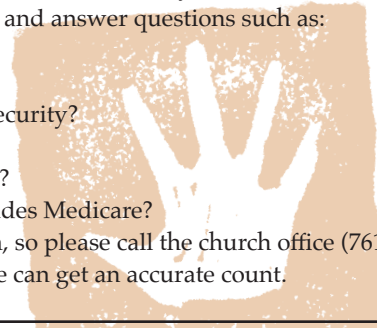 and answer questions such as:
ecurity?
?
des Medicare?
, so please call the church office (761
e can get an accurate count.